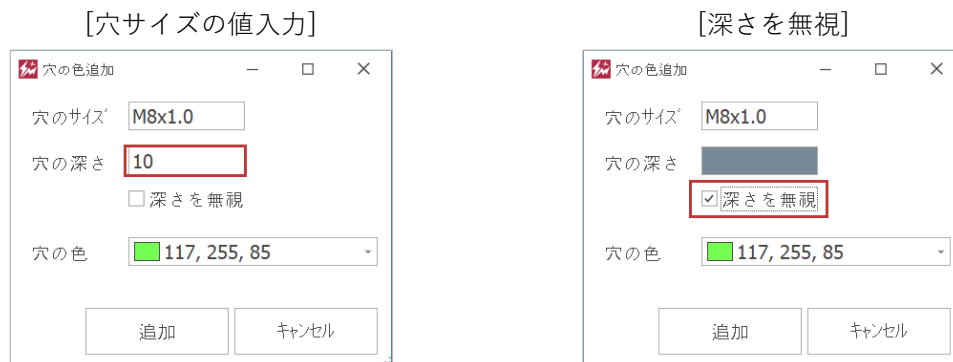 [穴サイズの値入力]
穴の色追加
穴のサイズ M8x1.0
穴の深さ 10
深さを無視
穴の色 117, 255, 85
追加 キャンセル
[深さを無視]
穴の色追加
穴のサイズ M8x1.0
穴の深さ
深さを無視
穴の色 117, 255, 85
追加 キャンセル